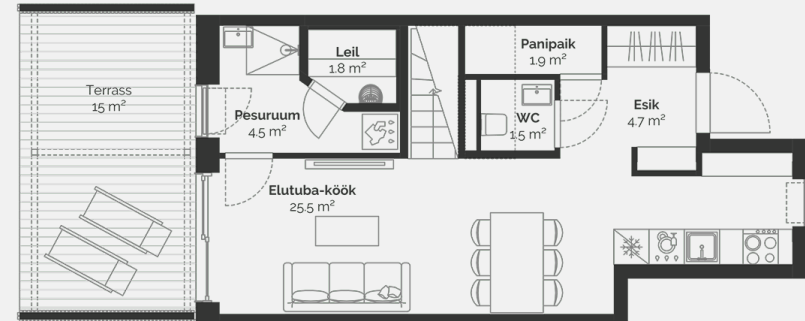 Terrass
15 m²
Pesuruum
4.5 m²
Leil
1.8 m²
Panipaik
1.9 m²
WC
1.5 m²
Esik
4.7 m²
Elutuba-köök
25.5 m²